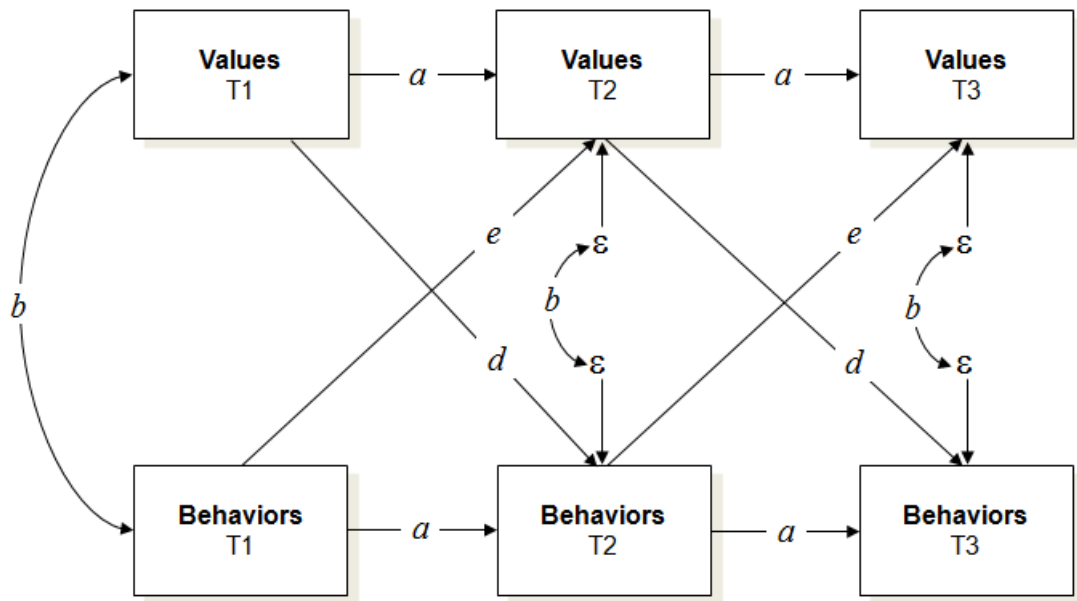 Values
T1
a
Values
T2
a
Values
T3
e
e
ε
ε
b
b
b
ε
ε
d
d
Behaviors
T1
a
Behaviors
T2
a
Behaviors
T3